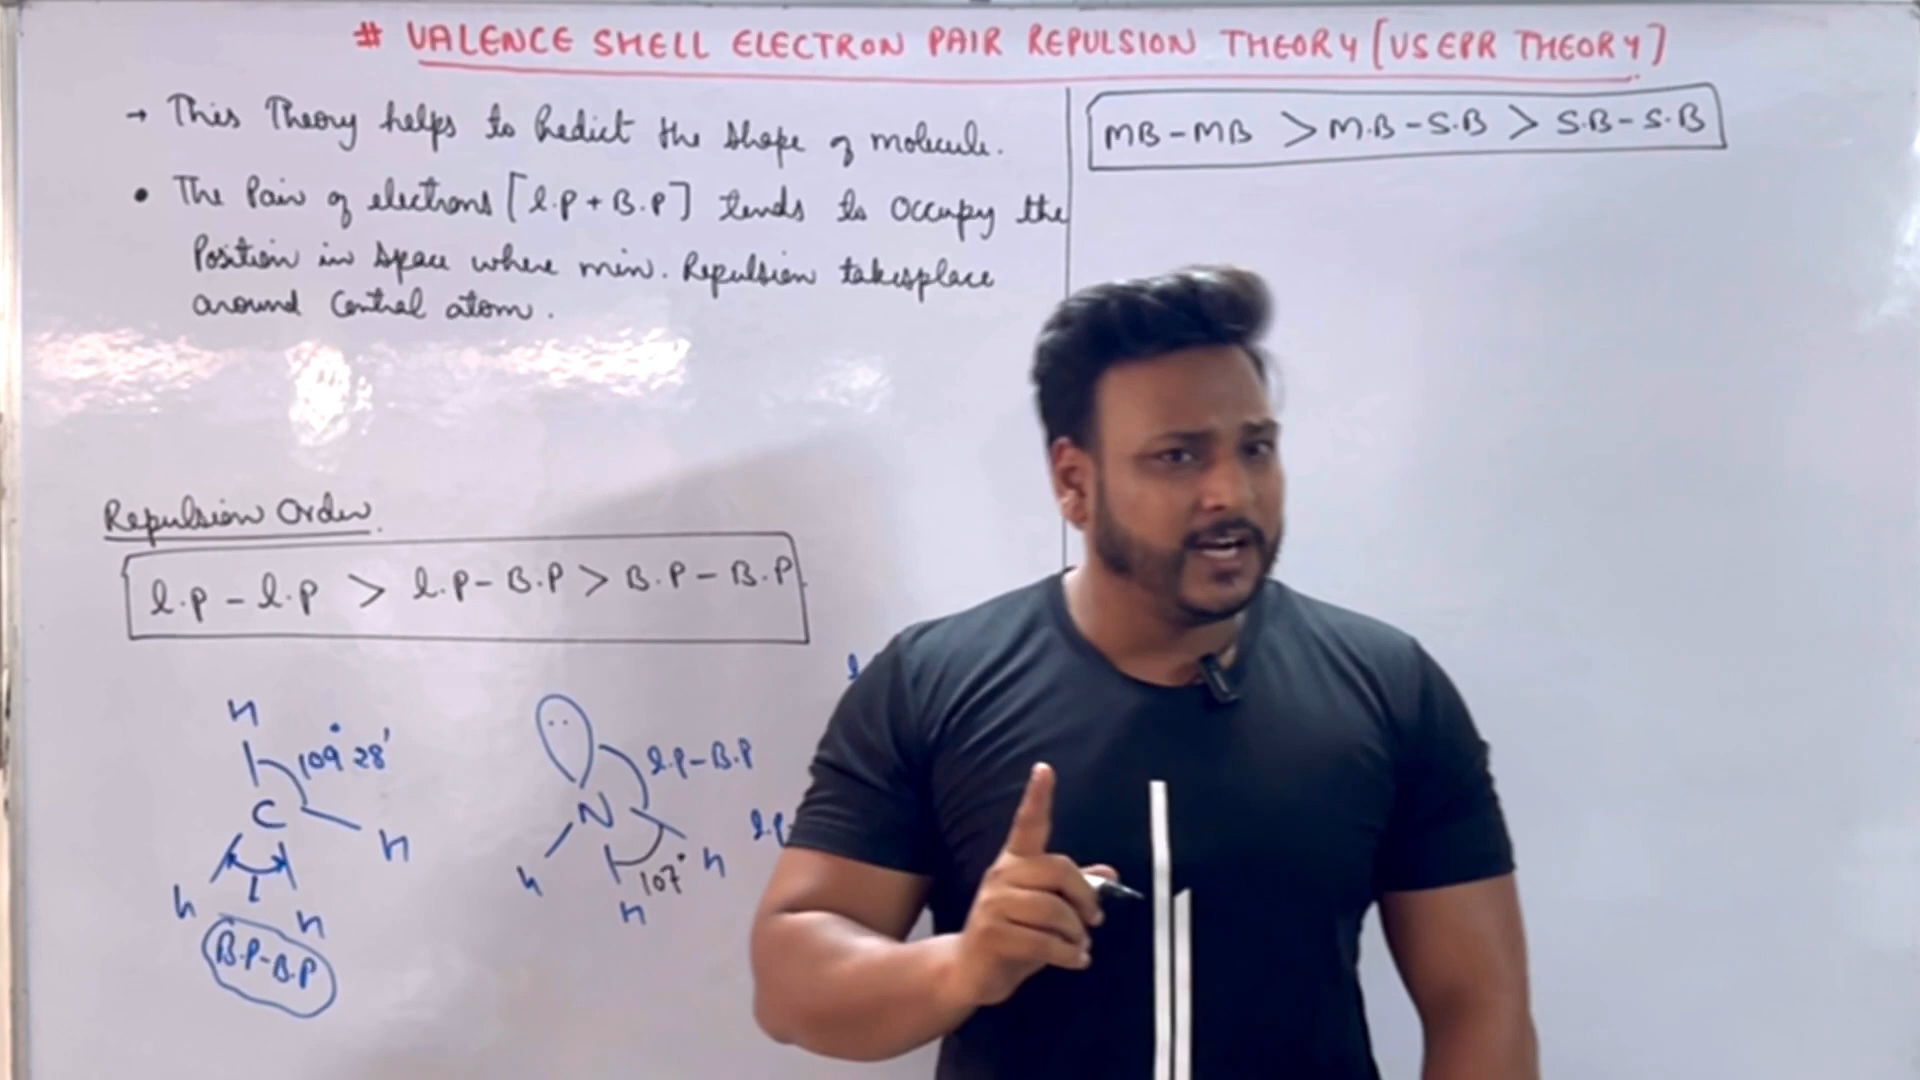 # VALENCE SHELL ELECTRON PAIR REPULSION THEORY [VSEPR THEORY]
→ This Theory helps to Predict the shape of molecule.
• The Pair of electrons [l.p + B.P] tends to occupy the
Position in space where min. Repulsion takesplace
around Central atom.
MB-MB > M.B-S.B > S.B-S.B
Repulsion Order
l.p - l.p > l.p - B.P > B.P - B.P
H
109° 28'
C
H
H
H
B.P-B.P
l.p-B.P
N
H
107°
H
H